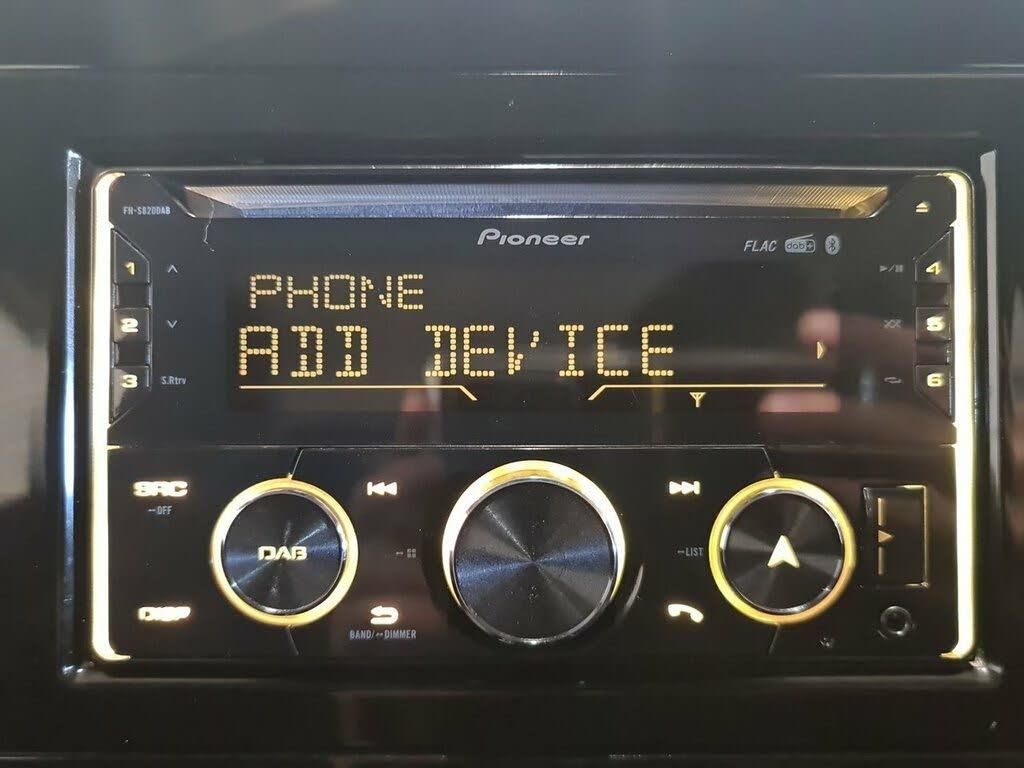 FH-S820DAB
Pioneer
FLAC dab+
1
4
PHONE
2
5
ADD DEVICE
3
S.Rtrv
6
SRC
OFF
DAB
LIST
DISP
BAND/ DIMMER